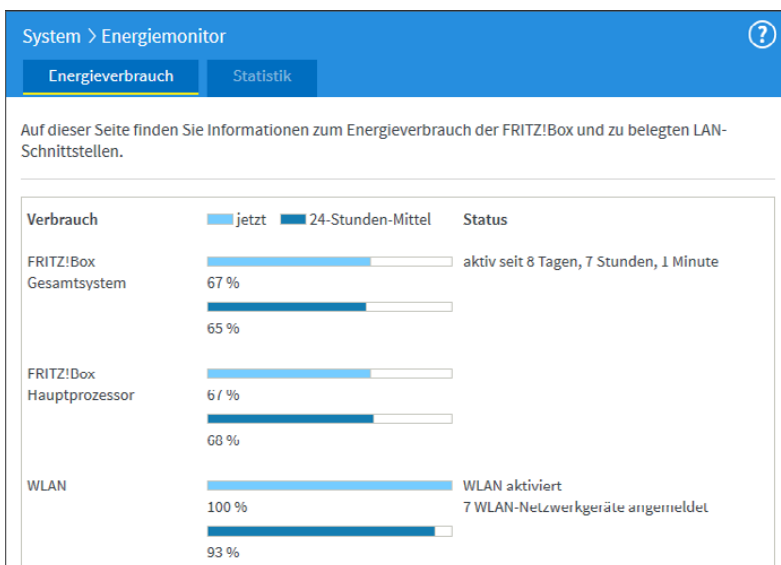 System > Energiemonitor
?
Energieverbrauch Statistik
Auf dieser Seite finden Sie Informationen zum Energieverbrauch der FRITZ!Box und zu belegten LAN-
Schnittstellen.
Verbrauch jetzt 24-Stunden-Mittel Status
FRITZ!Box aktiv seit 8 Tagen, 7 Stunden, 1 Minute
Gesamtsystem 67 %
65 %
FRITZ!Box
Hauptprozessor 67 %
68 %
WLAN WLAN aktiviert
100 % 7 WLAN-Netzwerkgeräte angemeldet
93 %